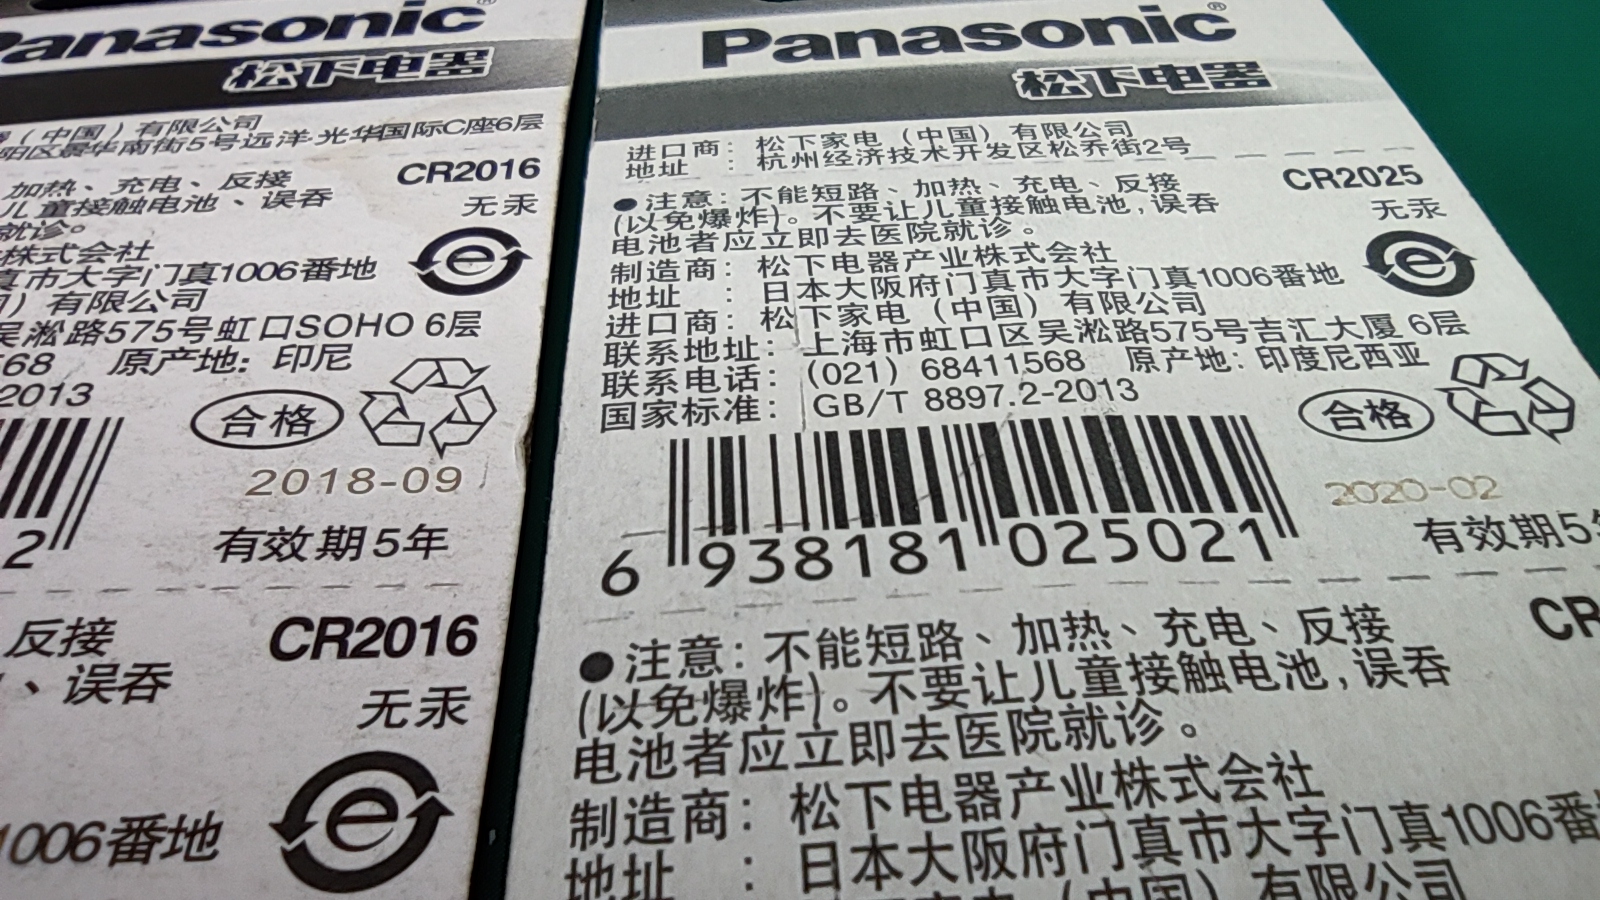 Panasonic®
松下电器
（中国）有限公司
阳区景华南街5号远洋·光华国际C座6层
加热、充电、反接
儿童接触电池、误吞
就诊。
CR2016
无汞
株式会社
真市大字门真1006番地
）有限公司
吴淞路575号虹口SOHO 6层
568 原产地：印尼
2013
合格
2018-09
有效期5年
2
反接
、误吞
CR2016
无汞
1006番地
Panasonic®
松下电器
进口商：松下家电（中国）有限公司
地址：杭州经济技术开发区松乔街2号
●注意：不能短路、加热、充电、反接
(以免爆炸)。不要让儿童接触电池,误吞
电池者应立即去医院就诊。
CR2025
无汞
制造商：松下电器产业株式会社
地址：日本大阪府门真市大字门真1006番地
进口商：松下家电（中国）有限公司
联系地址：上海市虹口区吴淞路575号吉汇大厦 6层
联系电话：(021) 68411568 原产地：印度尼西亚
国家标准：GB/T 8897.2-2013
合格
2020-02
有效期5年
6 938181 025021
●注意：不能短路、加热、充电、反接
(以免爆炸)。不要让儿童接触电池,误吞
电池者应立即去医院就诊。
CR
制造商：松下电器产业株式会社
地址：日本大阪府门真市大字门真1006番
（中国）有限公司